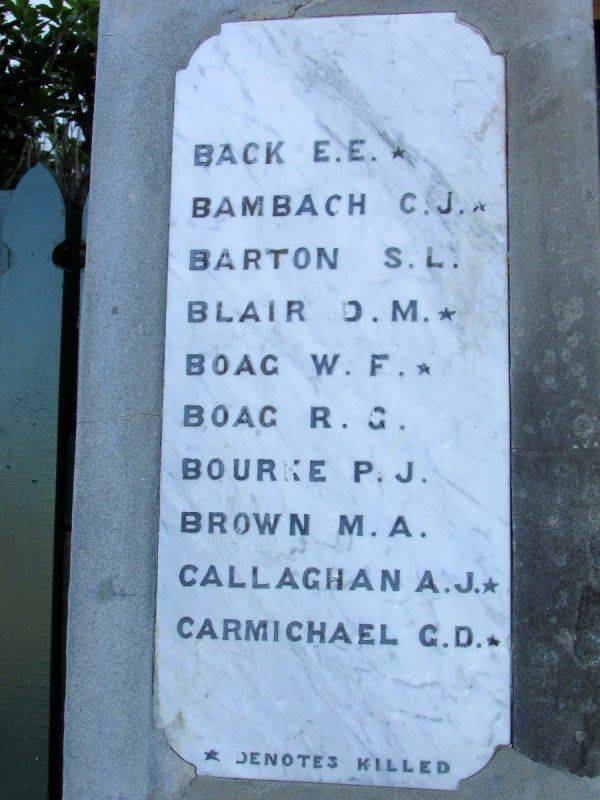 BACK E.E. ★
BAMBACH C.J. ★
BARTON S.L.
BLAIR D.M. ★
BOAG W.F. ★
BOAG R.G.
BOURKE P.J.
BROWN M.A.
CALLAGHAN A.J. ★
CARMICHAEL G.D. ★
★ DENOTES KILLED